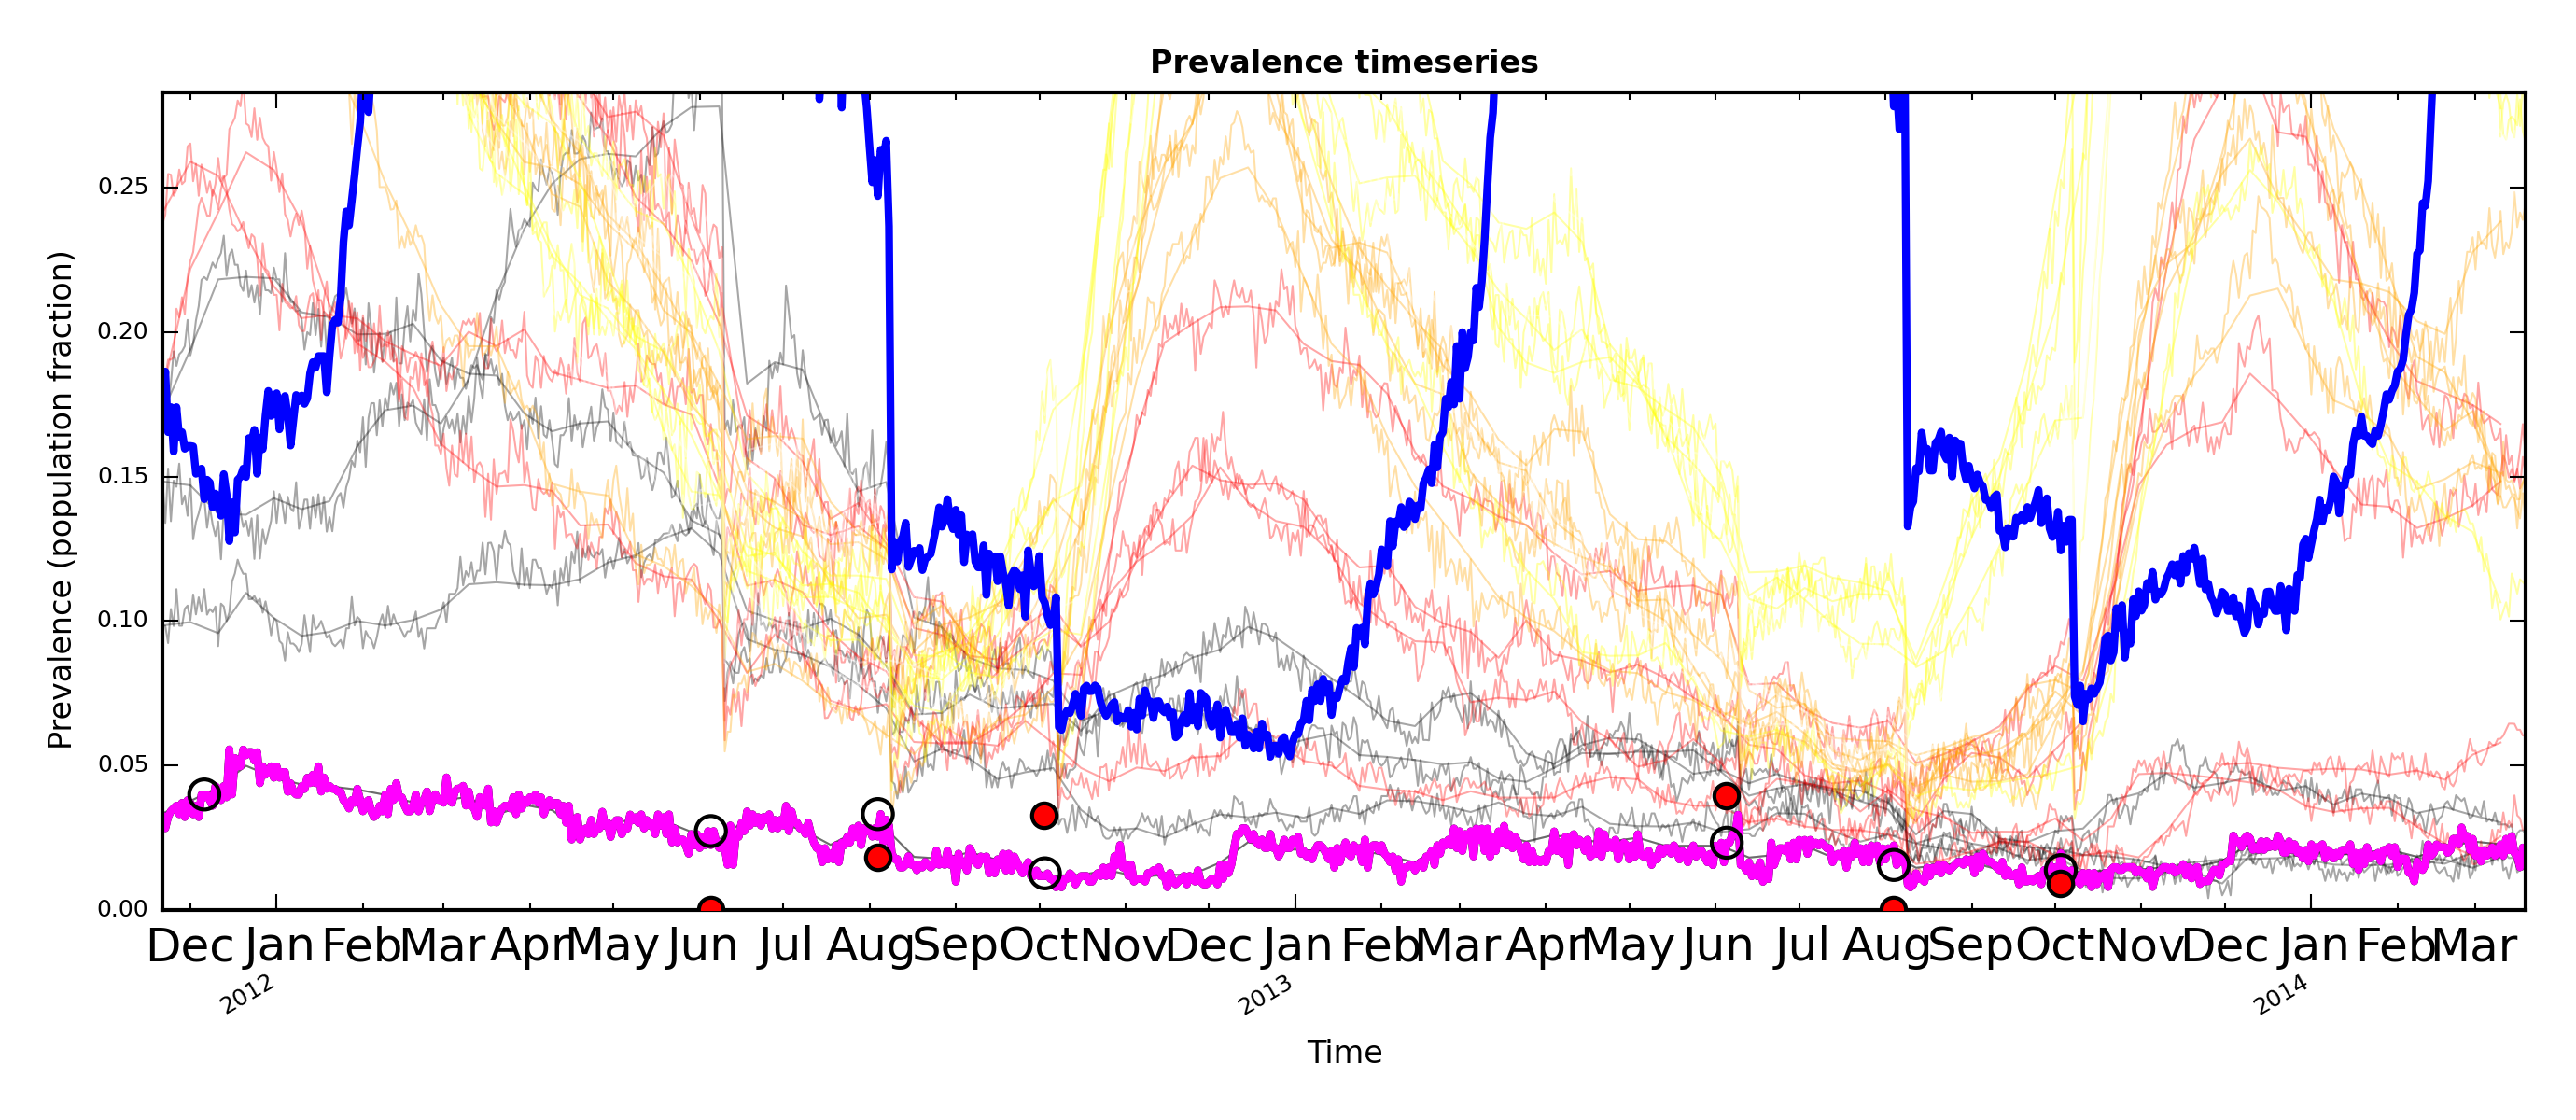 Prevalence timeseries
Prevalence (population fraction)
0.25
0.20
0.15
0.10
0.05
0.00
Dec Jan Feb Mar Apr May Jun Jul Aug Sep Oct Nov Dec Jan Feb Mar Apr May Jun Jul Aug Sep Oct Nov Dec Jan Feb Mar
2012 2013 2014
Time